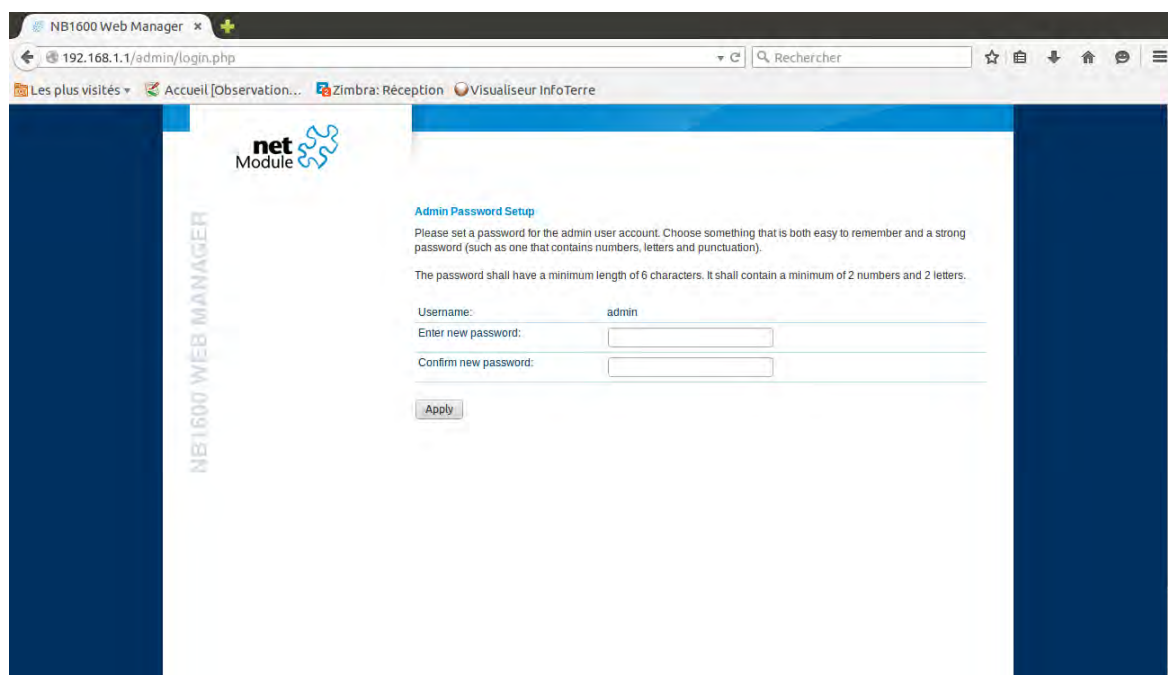 NB1600 Web Manager
192.168.1.1/admin/login.php
Rechercher
Les plus visités
Accueil [Observation...
Zimbra: Réception
Visualiseur InfoTerre
net
Module
NB1600 WEB MANAGER
Admin Password Setup
Please set a password for the admin user account. Choose something that is both easy to remember and a strong
password (such as one that contains numbers, letters and punctuation).
The password shall have a minimum length of 6 characters. It shall contain a minimum of 2 numbers and 2 letters.
Username: admin
Enter new password:
Confirm new password:
Apply